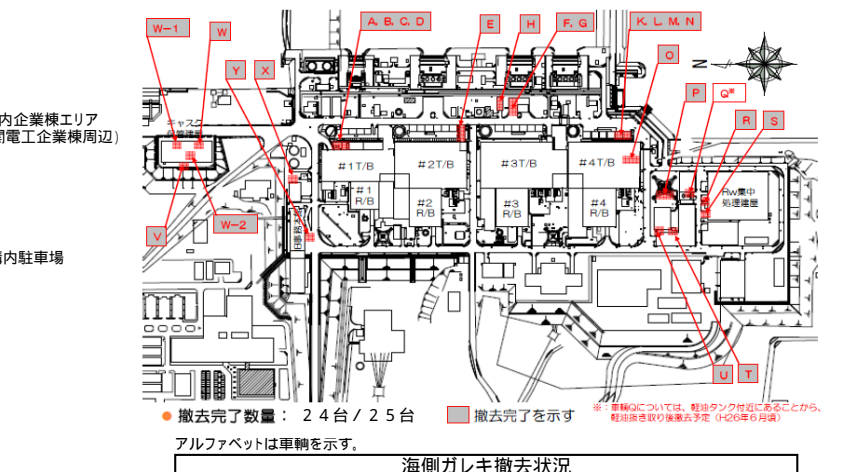 W-1
W
A. B. C. D
E
H
F. G
K. L. M. N
Y
X
O
N
P
Q※
R
S
内企業棟エリア
電工企業棟周辺)
キャスク
保管建屋
#1T/B
#2T/B
#3T/B
#4T/B
#1
R/B
#2
R/B
#3
R/B
#4
R/B
Rw集中
処理建屋
W-2
V
内駐車場
U
T
撤去完了数量： 24台/25台
撤去完了を示す
※：車輌Qについては、軽油タンク付近にあることから、
軽油抜き取り後撤去予定（H26年6月頃）
アルファベットは車輌を示す。
海側ガレキ撤去状況